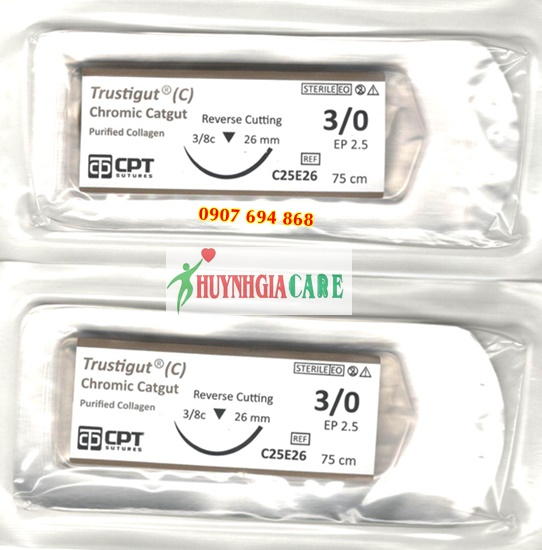 Trustigut®(C)
Chromic Catgut
Purified Collagen
CPT
SUTURES
Reverse Cutting
3/8c ▼ 26 mm
STERILE EO
3/0
EP 2.5
REF
C25E26 75 cm
0907 694 868
HUYNHGIACARE
Trustigut®(C)
Chromic Catgut
Purified Collagen
CPT
SUTURES
Reverse Cutting
3/8c ▼ 26 mm
STERILE EO
3/0
EP 2.5
REF
C25E26 75 cm